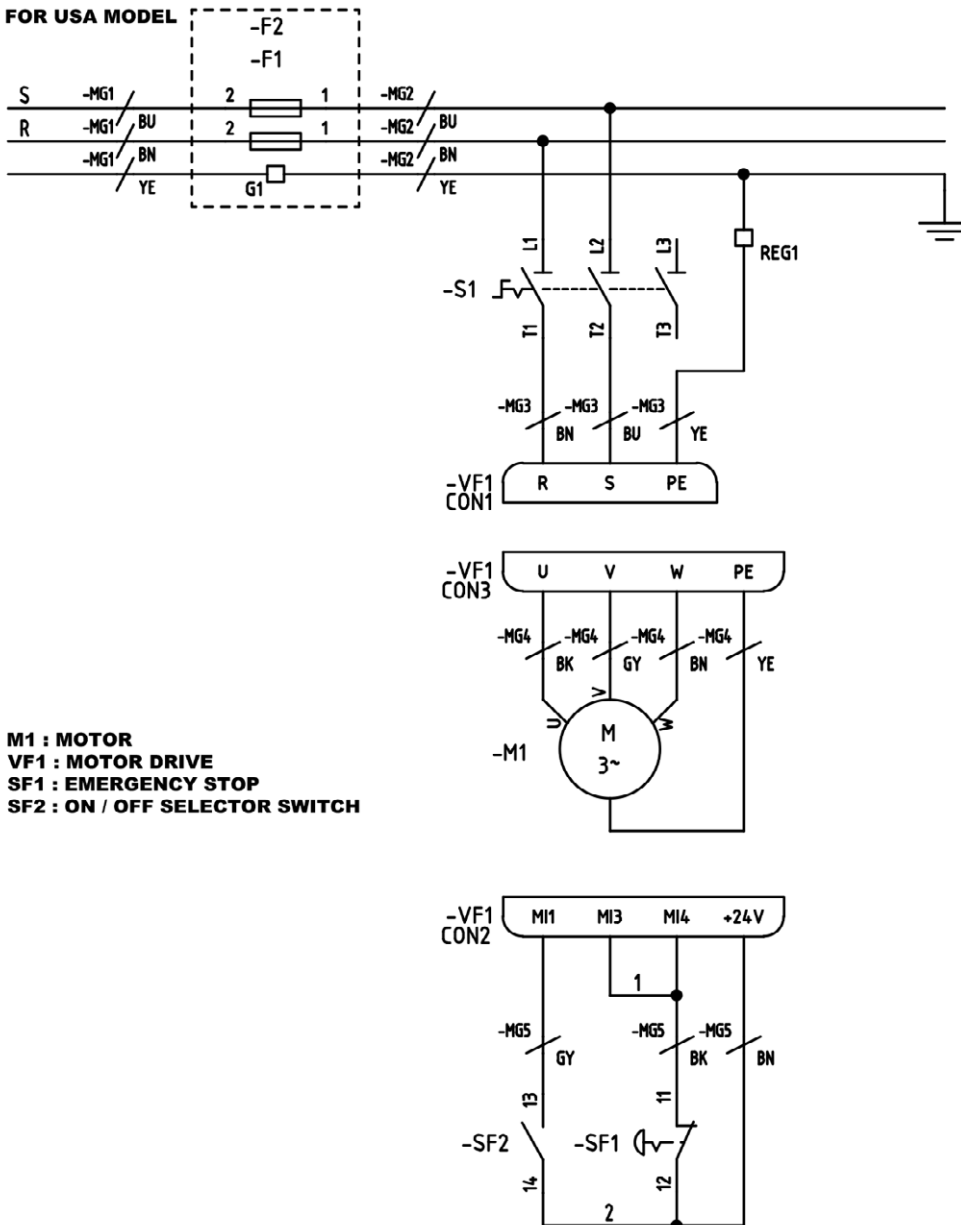 FOR USA MODEL
-F2
-F1
S -MG1 2 1 -MG2
BU BU
R -MG1 2 1 -MG2
BN BN
-MG1 -MG2
YE G1 YE
L1 L2 L3 REG1
-S1
T1 T2 T3
-MG3 -MG3 -MG3
BN BU YE
-VF1 R S PE
CON1
-VF1 U V W PE
CON3
-MG4 -MG4 -MG4 -MG4
BK GY BN YE
U V W
M
-M1
3~
M1 : MOTOR
VF1 : MOTOR DRIVE
SF1 : EMERGENCY STOP
SF2 : ON / OFF SELECTOR SWITCH
-VF1 MI1 MI3 MI4 +24V
CON2
1
-MG5 -MG5 -MG5
GY BK BN
13 11
-SF2 -SF1
14 12
2